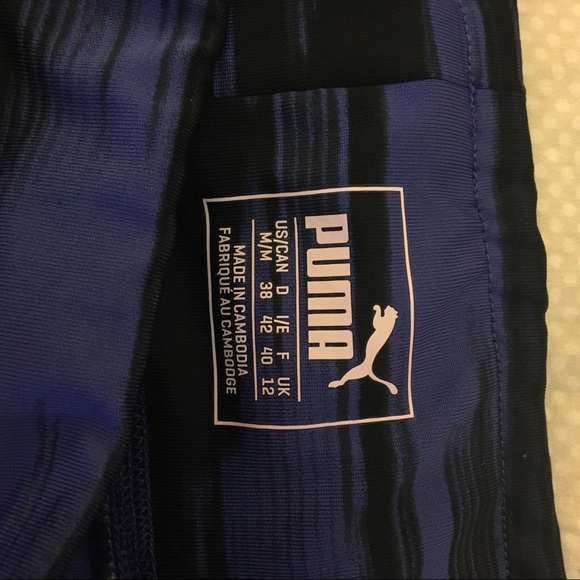 PUMA
US/CAN D I/E F UK
M/M 38 42 40 12
MADE IN CAMBODIA
FABRIQUÉ AU CAMBODGE